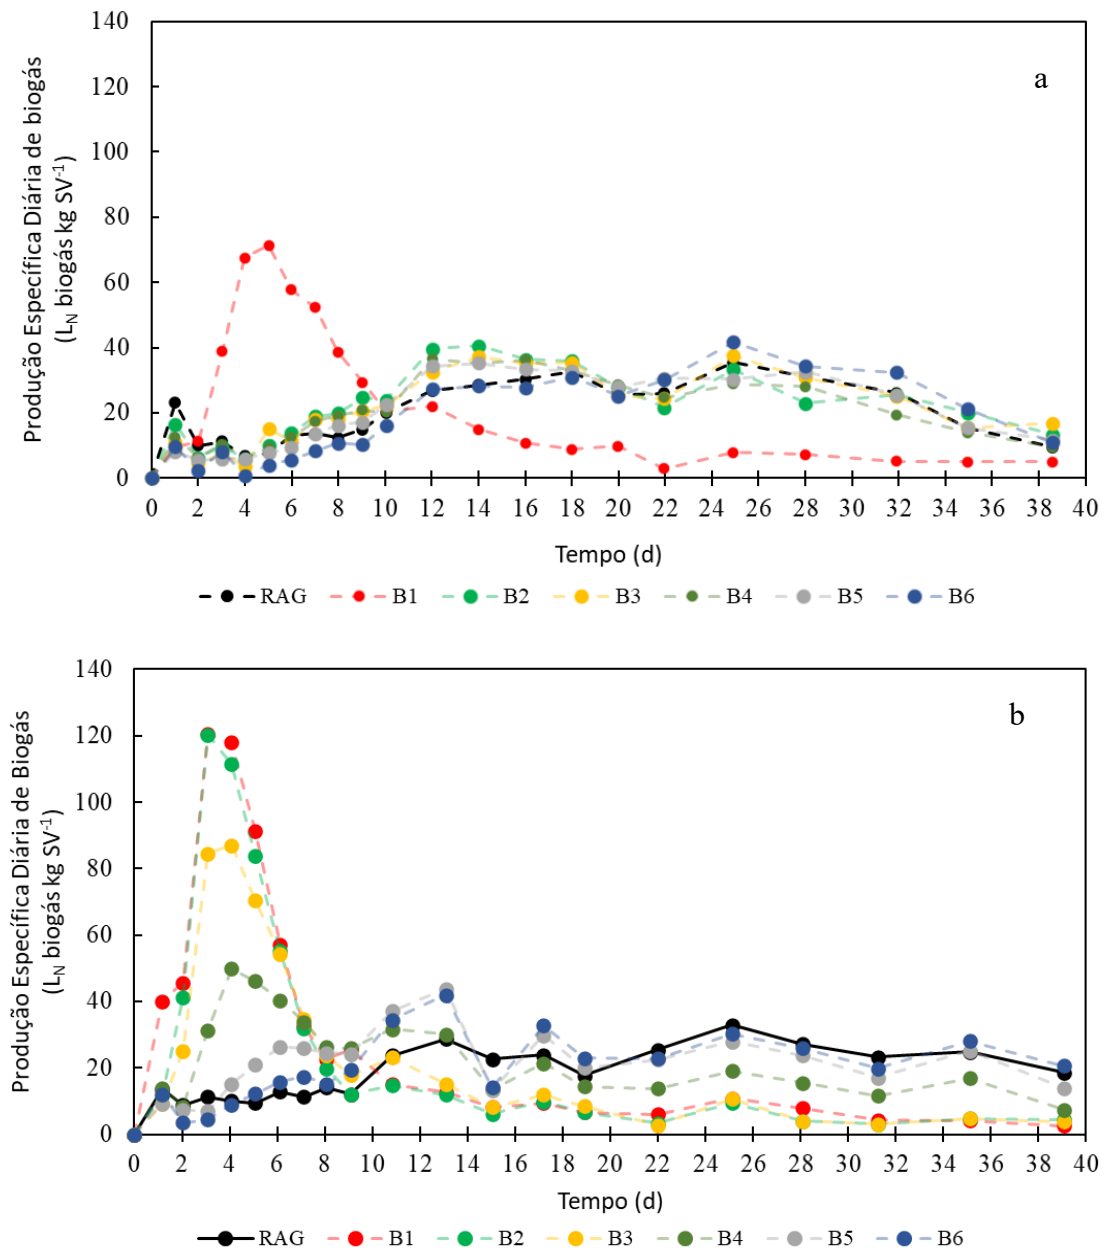 Produção Específica Diária de biogás
(L_N biogás kg SV⁻¹)
140
120
100
80
60
40
20
0
a
0 2 4 6 8 10 12 14 16 18 20 22 24 26 28 30 32 34 36 38 40
Tempo (d)
RAG B1 B2 B3 B4 B5 B6
Produção Específica Diária de Biogás
(L_N biogás kg SV⁻¹)
140
120
100
80
60
40
20
0
b
0 2 4 6 8 10 12 14 16 18 20 22 24 26 28 30 32 34 36 38 40
Tempo (d)
RAG B1 B2 B3 B4 B5 B6